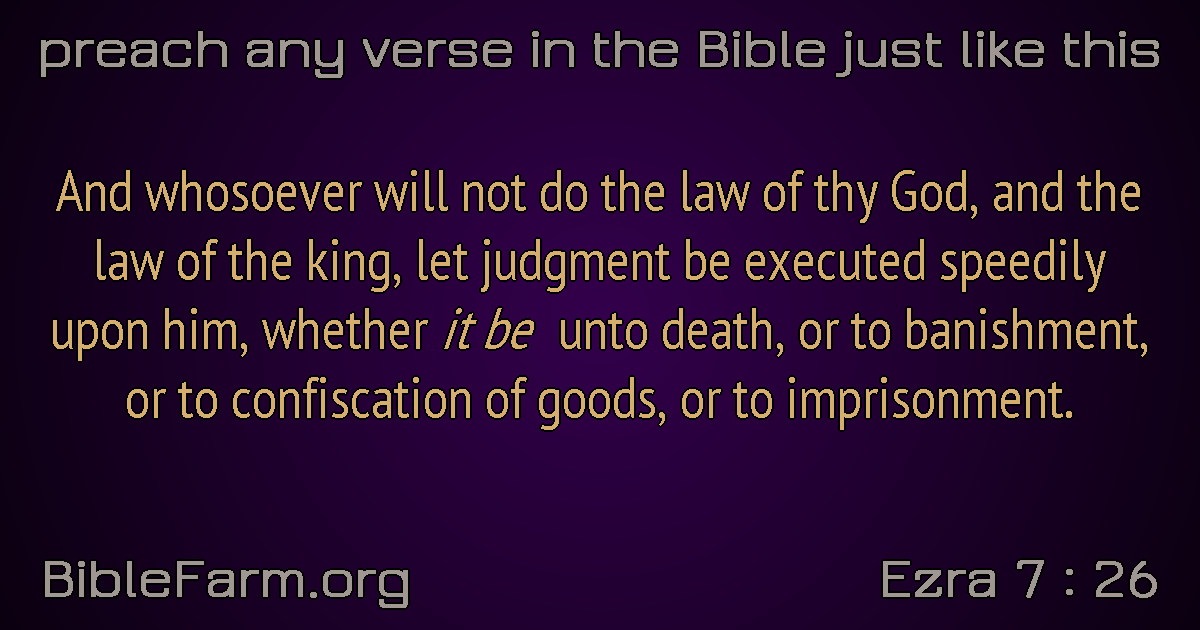 preach any verse in the Bible just like this
And whosoever will not do the law of thy God, and the
law of the king, let judgment be executed speedily
upon him, whether it be unto death, or to banishment,
or to confiscation of goods, or to imprisonment.
BibleFarm.org
Ezra 7 : 26